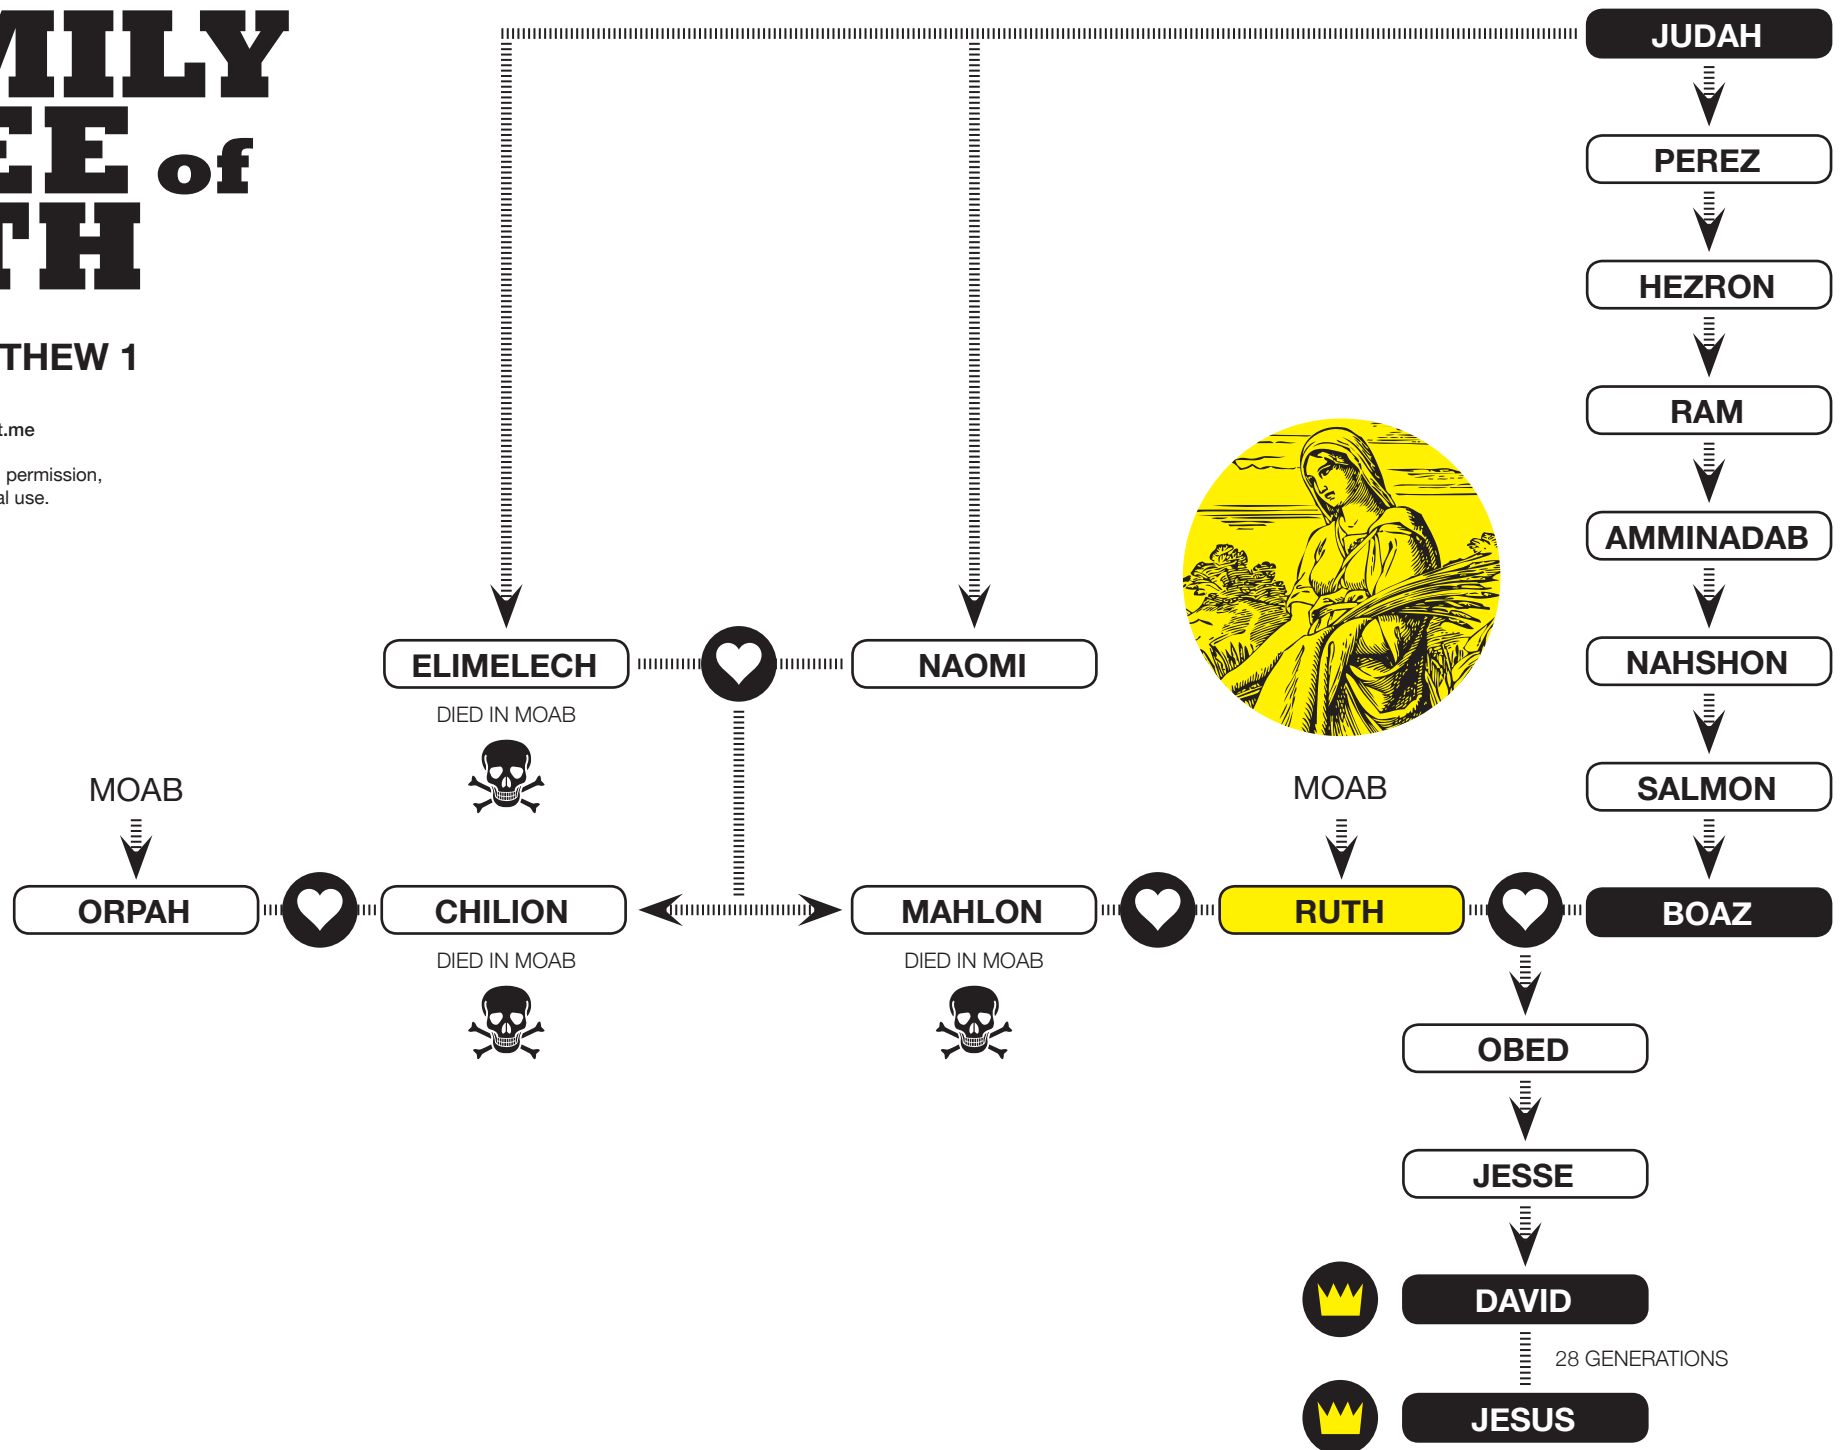 MILY
EE of
TH
THEW 1
t.me
permission,
al use.
JUDAH
PEREZ
HEZRON
RAM
AMMINADAB
NAHSHON
ELIMELECH
NAOMI
DIED IN MOAB
SALMON
MOAB
MOAB
ORPAH
CHILION
MAHLON
RUTH
BOAZ
DIED IN MOAB
DIED IN MOAB
OBED
JESSE
DAVID
28 GENERATIONS
JESUS